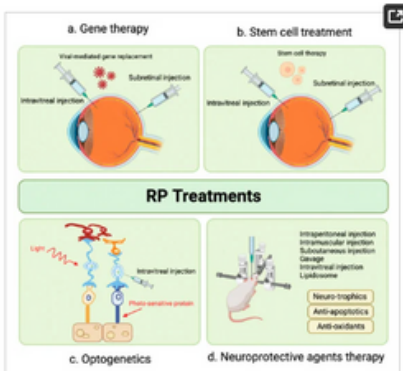 a. Gene therapy
b. Stem cell treatment
Viral-mediated gene replacement
Subretinal injection
Intravitreal injection
Stem cell therapy
Subretinal injection
Intravitreal injection
RP Treatments
Light
Intravitreal injection
Photo-sensitive protein
c. Optogenetics
Intraperitoneal injection
Intramuscular injection
Subcutaneous injection
Gavage
Intravitreal injection
Lipidosome
Neuro-trophics
Anti-apoptotics
Anti-oxidants
d. Neuroprotective agents therapy